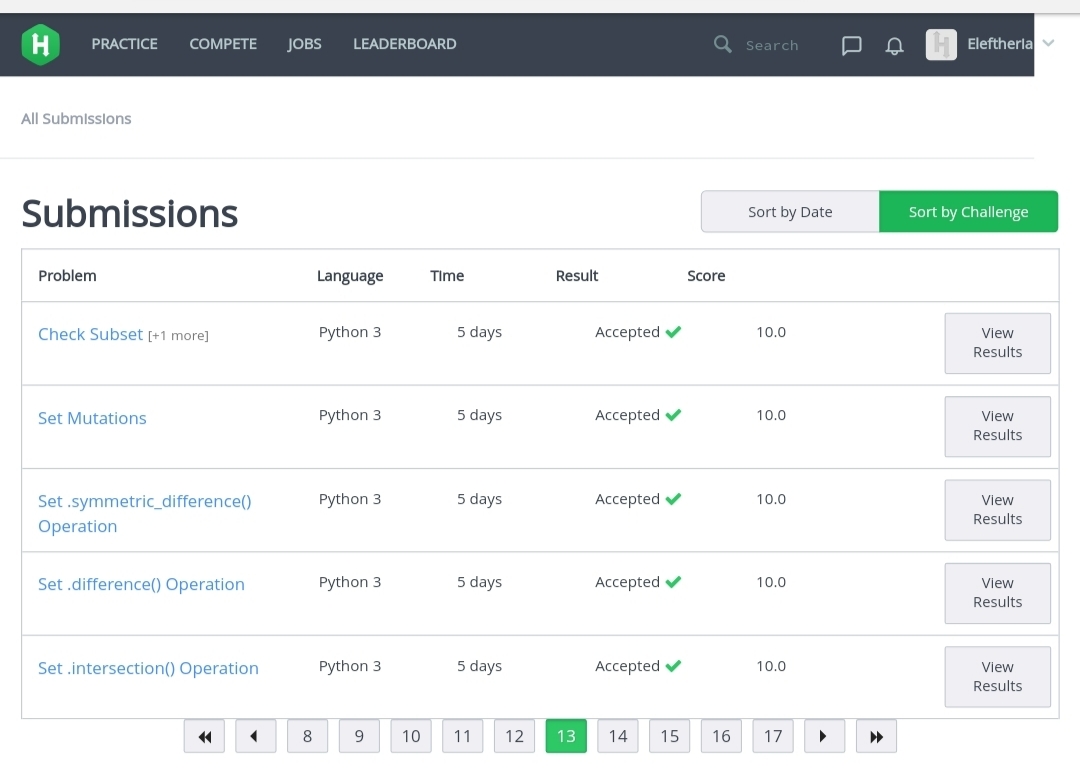 PRACTICE COMPETE JOBS LEADERBOARD Search Eleftheria
All Submissions
Submissions
Sort by Date Sort by Challenge
Problem Language Time Result Score
Check Subset [+1 more] Python 3 5 days Accepted 10.0 View
Results
Set Mutations Python 3 5 days Accepted 10.0 View
Results
Set .symmetric_difference() Python 3 5 days Accepted 10.0 View
Operation Results
Set .difference() Operation Python 3 5 days Accepted 10.0 View
Results
Set .intersection() Operation Python 3 5 days Accepted 10.0 View
Results
8 9 10 11 12 13 14 15 16 17